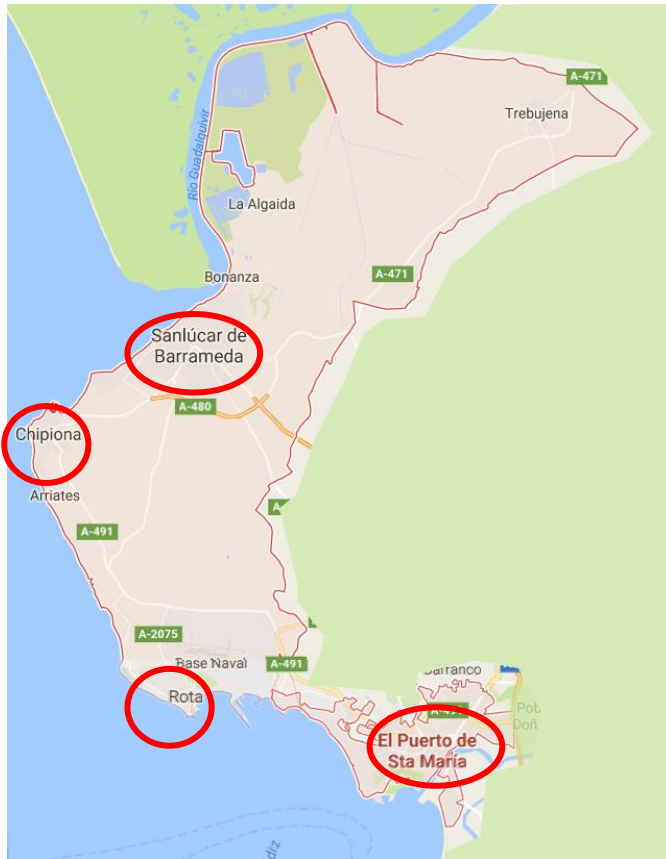 A-471
Trebujena
Río Guadalquivir
La Algaida
A-471
Bonanza
Sanlúcar de
Barrameda
A-480
Chipiona
Arriates
A-491
A-2075
Base Naval
A-491
Rota
Barranco
El Puerto de
Sta María